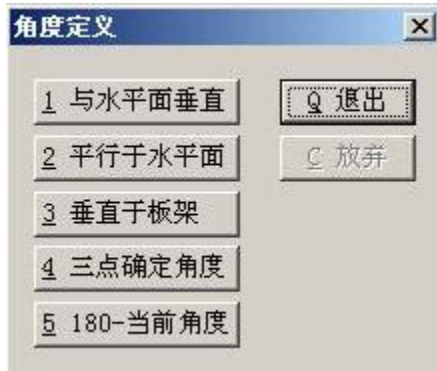 角度定义
1 与水平面垂直
Q 退出
2 平行于水平面
C 放弃
3 垂直于板架
4 三点确定角度
5 180-当前角度